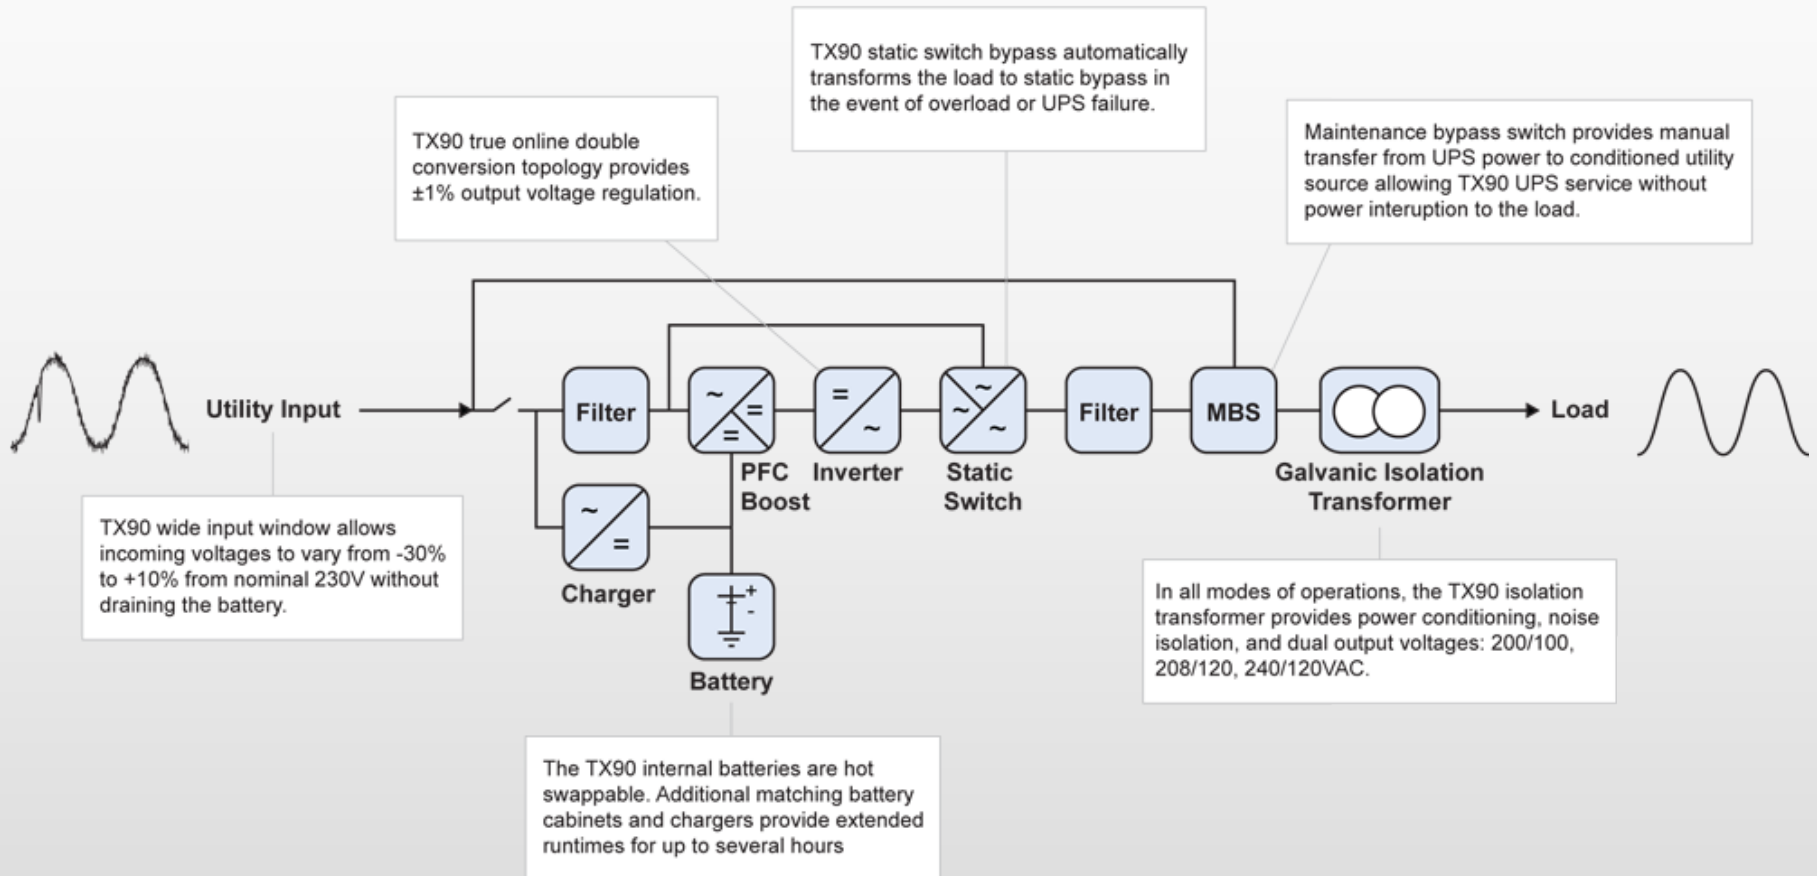 TX90 static switch bypass automatically
transforms the load to static bypass in
the event of overload or UPS failure.
TX90 true online double
conversion topology provides
±1% output voltage regulation.
Maintenance bypass switch provides manual
transfer from UPS power to conditioned utility
source allowing TX90 UPS service without
power interuption to the load.
Utility Input
Filter
~
=
=
=
~
~
~
~
Filter
MBS
Load
PFC
Boost
Inverter
Static
Switch
Galvanic Isolation
Transformer
~
=
Charger
+
-
Battery
TX90 wide input window allows
incoming voltages to vary from -30%
to +10% from nominal 230V without
draining the battery.
In all modes of operations, the TX90 isolation
transformer provides power conditioning, noise
isolation, and dual output voltages: 200/100,
208/120, 240/120VAC.
The TX90 internal batteries are hot
swappable. Additional matching battery
cabinets and chargers provide extended
runtimes for up to several hours